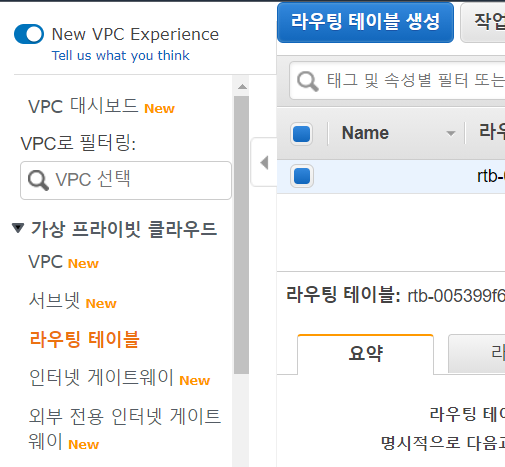 New VPC Experience
Tell us what you think
VPC 대시보드 New
VPC로 필터링:
VPC 선택
가상 프라이빗 클라우드
VPC New
서브넷 New
라우팅 테이블
인터넷 게이트웨이 New
외부 전용 인터넷 게이트
웨이 New
라우팅 테이블 생성
작업
태그 및 속성별 필터 또는
Name
라우
rtb-
라우팅 테이블: rtb-005399f6
요약
라
라우팅 테이
명시적으로 다음과